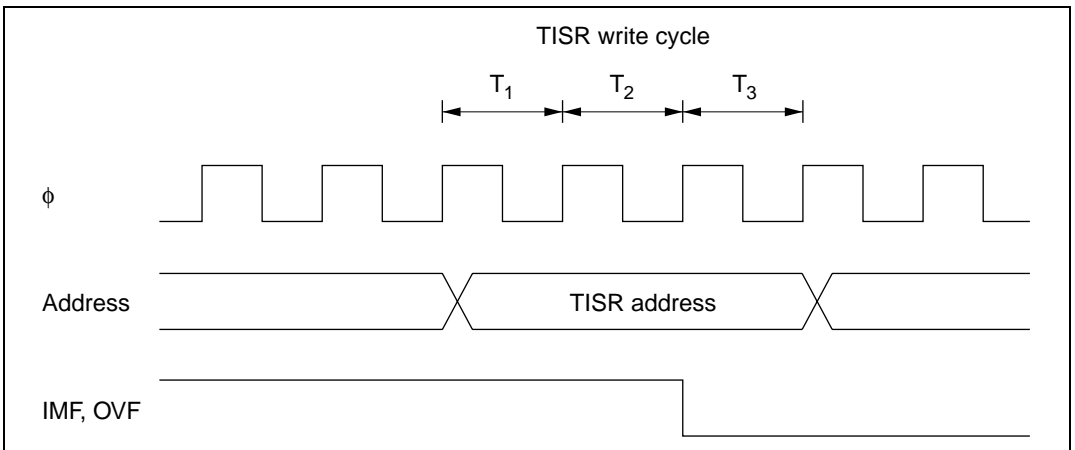 TISR write cycle
T1 T2 T3
ϕ
Address TISR address
IMF, OVF